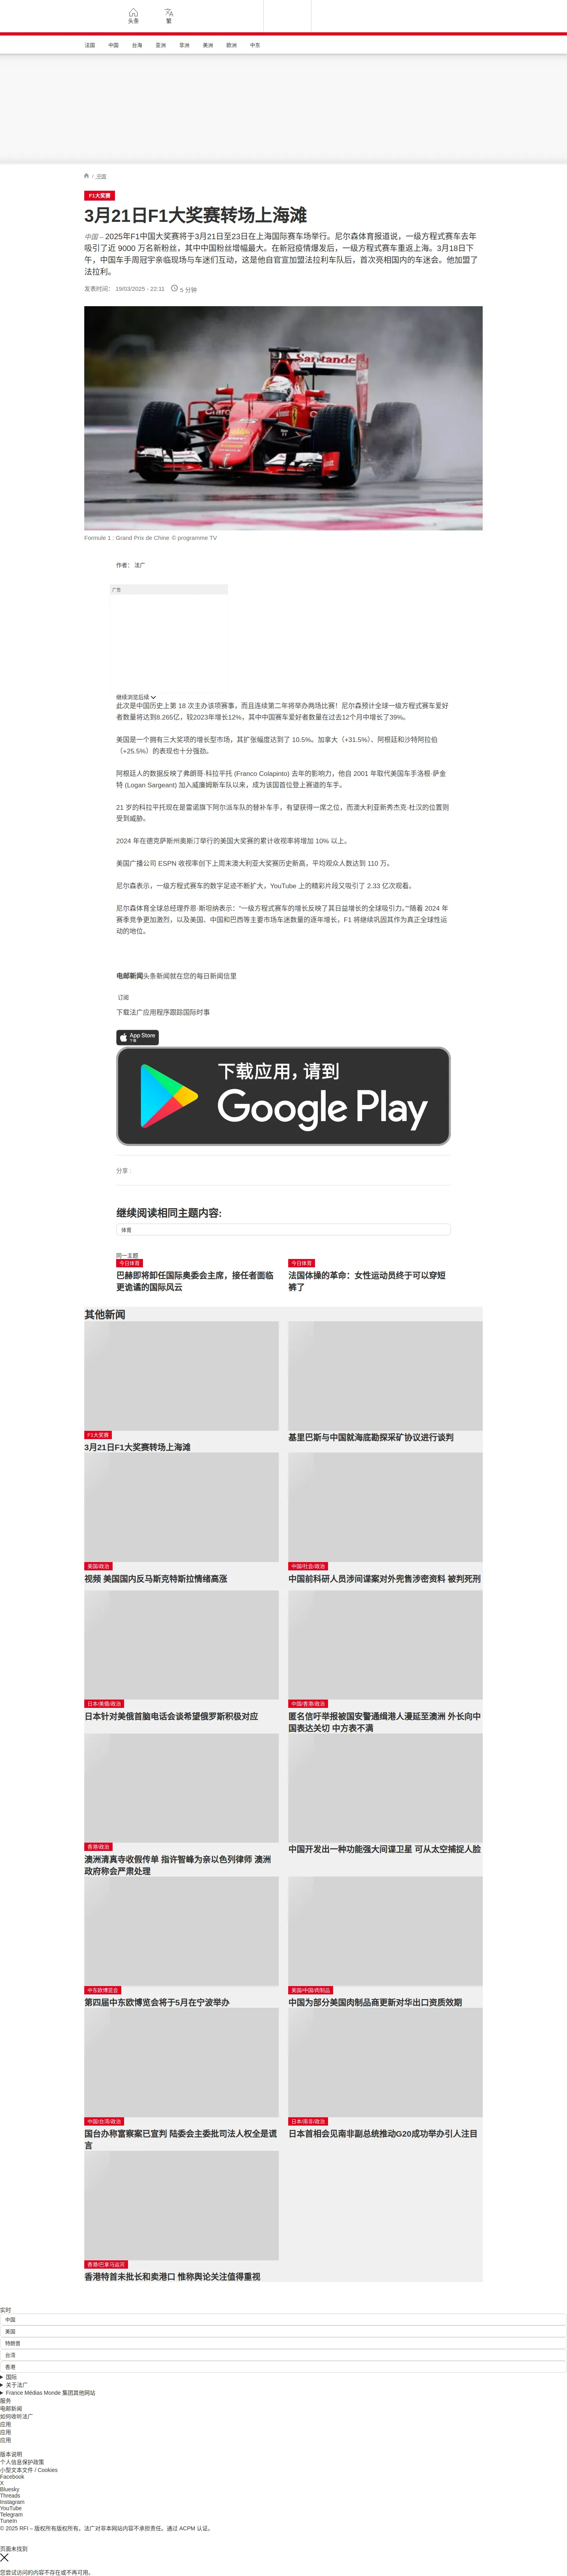 头条
繁
法国
中国
台海
亚洲
非洲
美洲
欧洲
中东
/ 中国
F1大奖赛
3月21日F1大奖赛转场上海滩
中国 – 2025年F1中国大奖赛将于3月21日至23日在上海国际赛车场举行。尼尔森体育报道说，一级方程式赛车去年
吸引了近 9000 万名新粉丝，其中中国粉丝增幅最大。在新冠疫情爆发后，一级方程式赛车重返上海。3月18日下
午，中国车手周冠宇亲临现场与车迷们互动，这是他自官宣加盟法拉利车队后，首次亮相国内的车迷会。他加盟了
法拉利。
发表时间： 19/03/2025 - 22:11
5 分钟
Santander
Formule 1 : Grand Prix de Chine © programme TV
作者： 法广
广告
继续浏览后续
此次是中国历史上第 18 次主办该项赛事，而且连续第二年将举办两场比赛！尼尔森预计全球一级方程式赛车爱好
者数量将达到8.265亿，较2023年增长12%，其中中国赛车爱好者数量在过去12个月中增长了39%。
美国是一个拥有三大奖项的增长型市场，其扩张幅度达到了 10.5%。加拿大（+31.5%）、阿根廷和沙特阿拉伯
（+25.5%）的表现也十分强劲。
阿根廷人的数据反映了弗朗哥·科拉平托 (Franco Colapinto) 去年的影响力，他自 2001 年取代美国车手洛根·萨金
特 (Logan Sargeant) 加入威廉姆斯车队以来，成为该国首位登上赛道的车手。
21 岁的科拉平托现在是雷诺旗下阿尔派车队的替补车手，有望获得一席之位，而澳大利亚新秀杰克·杜汉的位置则
受到威胁。
2024 年在德克萨斯州奥斯汀举行的美国大奖赛的累计收视率将增加 10% 以上。
美国广播公司 ESPN 收视率创下上周末澳大利亚大奖赛历史新高，平均观众人数达到 110 万。
尼尔森表示，一级方程式赛车的数字足迹不断扩大，YouTube 上的精彩片段又吸引了 2.33 亿次观看。
尼尔森体育全球总经理乔恩·斯坦纳表示：“一级方程式赛车的增长反映了其日益增长的全球吸引力。”“随着 2024 年
赛季竞争更加激烈，以及美国、中国和巴西等主要市场车迷数量的逐年增长，F1 将继续巩固其作为真正全球性运
动的地位。
电邮新闻头条新闻就在您的每日新闻信里
订阅
下载法广应用程序跟踪国际时事
App Store
下载
下载应用，请到
Google Play
分享 :
继续阅读相同主题内容:
体育
同一主题
今日体育
巴赫即将卸任国际奥委会主席，接任者面临
更诡谲的国际风云
今日体育
法国体操的革命：女性运动员终于可以穿短
裤了
其他新闻
F1大奖赛
3月21日F1大奖赛转场上海滩
基里巴斯与中国就海底勘探采矿协议进行谈判
美国/政治
视频 美国国内反马斯克特斯拉情绪高涨
中国/社会/政治
中国前科研人员涉间谍案对外兜售涉密资料 被判死刑
日本/美俄/政治
日本针对美俄首脑电话会谈希望俄罗斯积极对应
中国/香港/政治
匿名信吁举报被国安警通缉港人漫延至澳洲 外长向中
国表达关切 中方表不满
香港/政治
澳洲清真寺收假传单 指许智峰为亲以色列律师 澳洲
政府称会严肃处理
中国开发出一种功能强大间谍卫星 可从太空捕捉人脸
中东欧博览会
第四届中东欧博览会将于5月在宁波举办
美国/中国/肉制品
中国为部分美国肉制品商更新对华出口资质效期
中国/台湾/政治
国台办称富察案已宣判 陆委会主委批司法人权全是谎
言
日本/南非/政治
日本首相会见南非副总统推动G20成功举办引人注目
香港/巴拿马运河
香港特首未批长和卖港口 惟称舆论关注值得重视
实时
中国
美国
特朗普
台湾
香港
国际
关于法广
France Médias Monde 集团其他网站
服务
电邮新闻
如何收听法广
应用
应用
应用
版本说明
个人信息保护政策
小型文本文件 / Cookies
Facebook
X
Bluesky
Threads
Instagram
YouTube
Telegram
TuneIn
© 2025 RFI – 版权所有版权所有。法广对非本网站内容不承担责任。通过 ACPM 认证。
页面未找到
您尝试访问的内容不存在或不再可用。